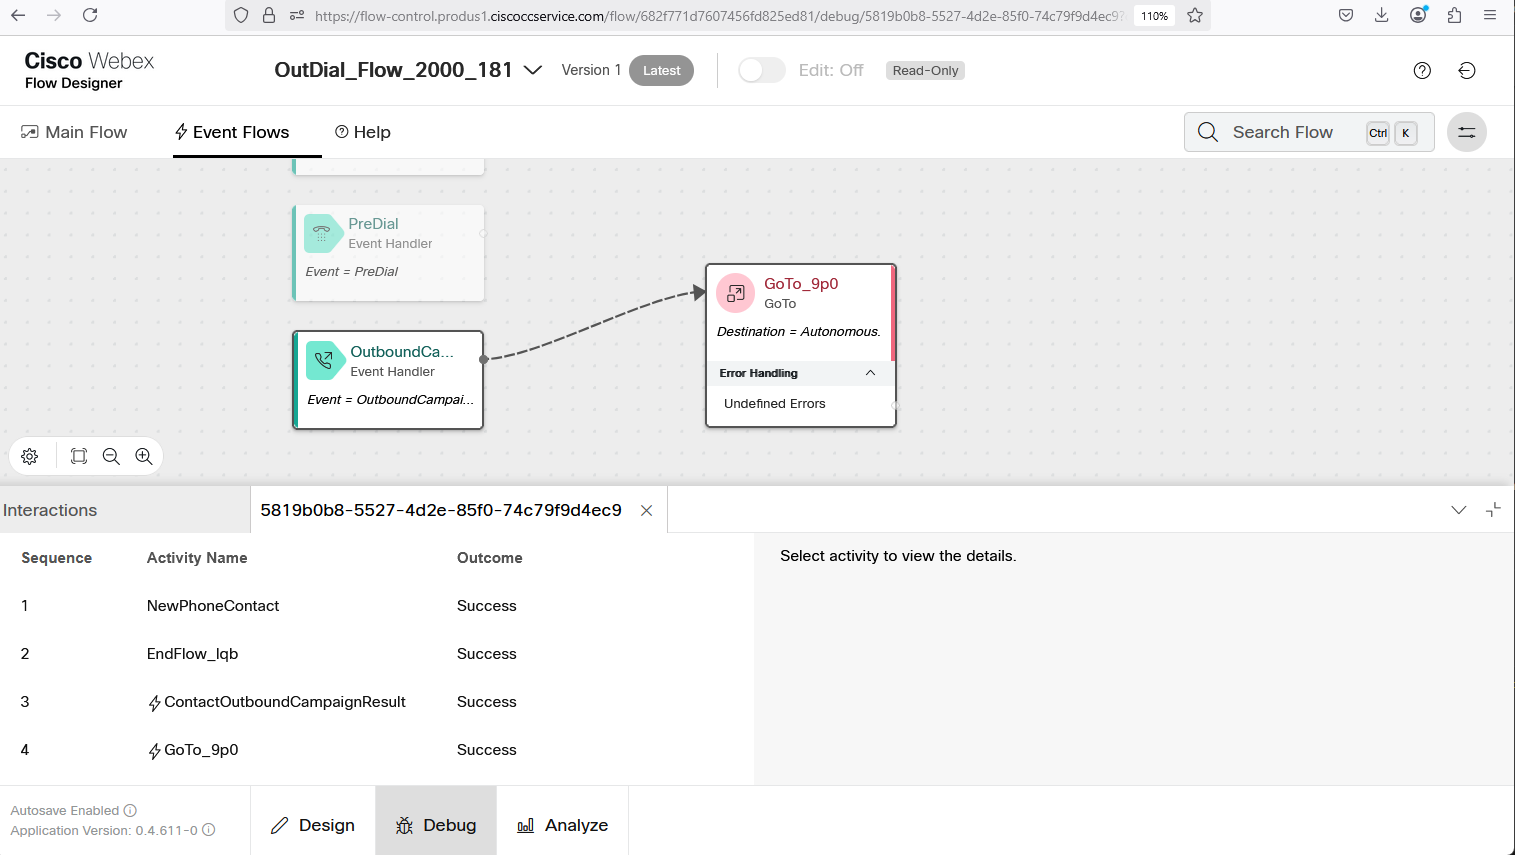 https://flow-control.produs1.ciscoccservice.com/flow/682f771d7607456fd825ed81/debug/5819b0b8-5527-4d2e-85f0-74c79f9d4ec9?
110%
Cisco Webex
Flow Designer
OutDial_Flow_2000_181
Version 1
Latest
Edit: Off
Read-Only
Main Flow
Event Flows
Help
Search Flow
Ctrl
K
PreDial
Event Handler
Event = PreDial
GoTo_9p0
GoTo
Destination = Autonomous.
Error Handling
Undefined Errors
OutboundCa...
Event Handler
Event = OutboundCampai...
Interactions
5819b0b8-5527-4d2e-85f0-74c79f9d4ec9
Sequence Activity Name Outcome
1 NewPhoneContact Success
2 EndFlow_lqb Success
3 ContactOutboundCampaignResult Success
4 GoTo_9p0 Success
Select activity to view the details.
Autosave Enabled
Application Version: 0.4.611-0
Design
Debug
Analyze